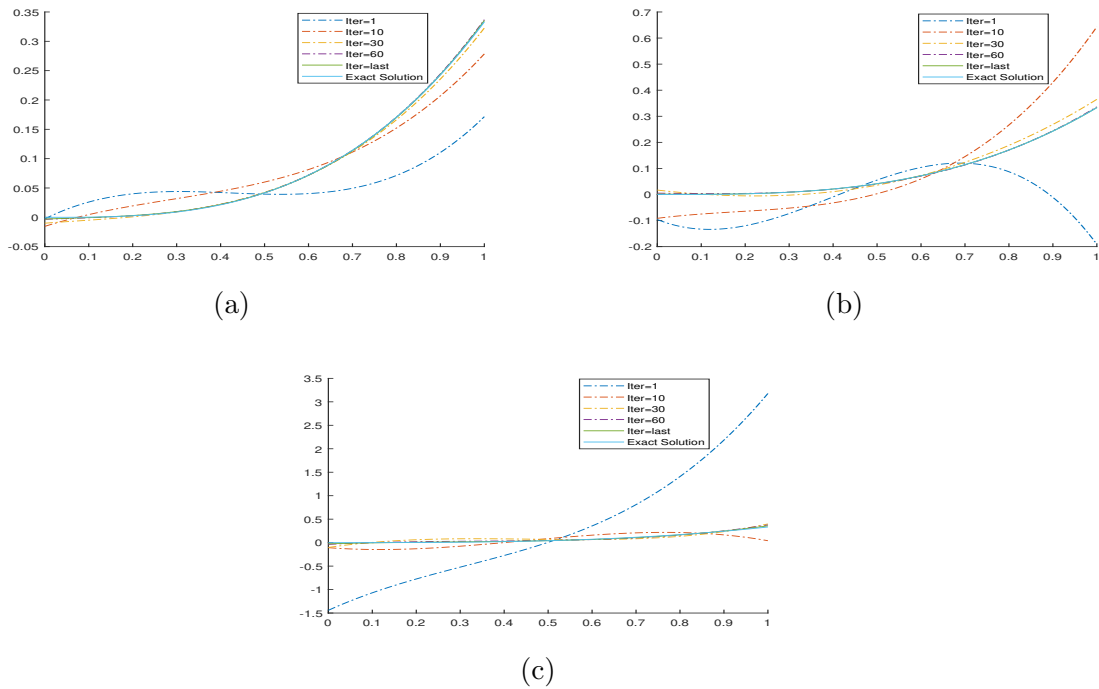 0.35
0.3
0.25
0.2
0.15
0.1
0.05
0
-0.05
0 0.1 0.2 0.3 0.4 0.5 0.6 0.7 0.8 0.9 1
Iter=1
Iter=10
Iter=30
Iter=60
Iter=last
Exact Solution
(a)
0.7
0.6
0.5
0.4
0.3
0.2
0.1
0
-0.1
-0.2
0 0.1 0.2 0.3 0.4 0.5 0.6 0.7 0.8 0.9 1
Iter=1
Iter=10
Iter=30
Iter=60
Iter=last
Exact Solution
(b)
3.5
3
2.5
2
1.5
1
0.5
0
-0.5
-1
-1.5
0 0.1 0.2 0.3 0.4 0.5 0.6 0.7 0.8 0.9 1
Iter=1
Iter=10
Iter=30
Iter=60
Iter=last
Exact Solution
(c)